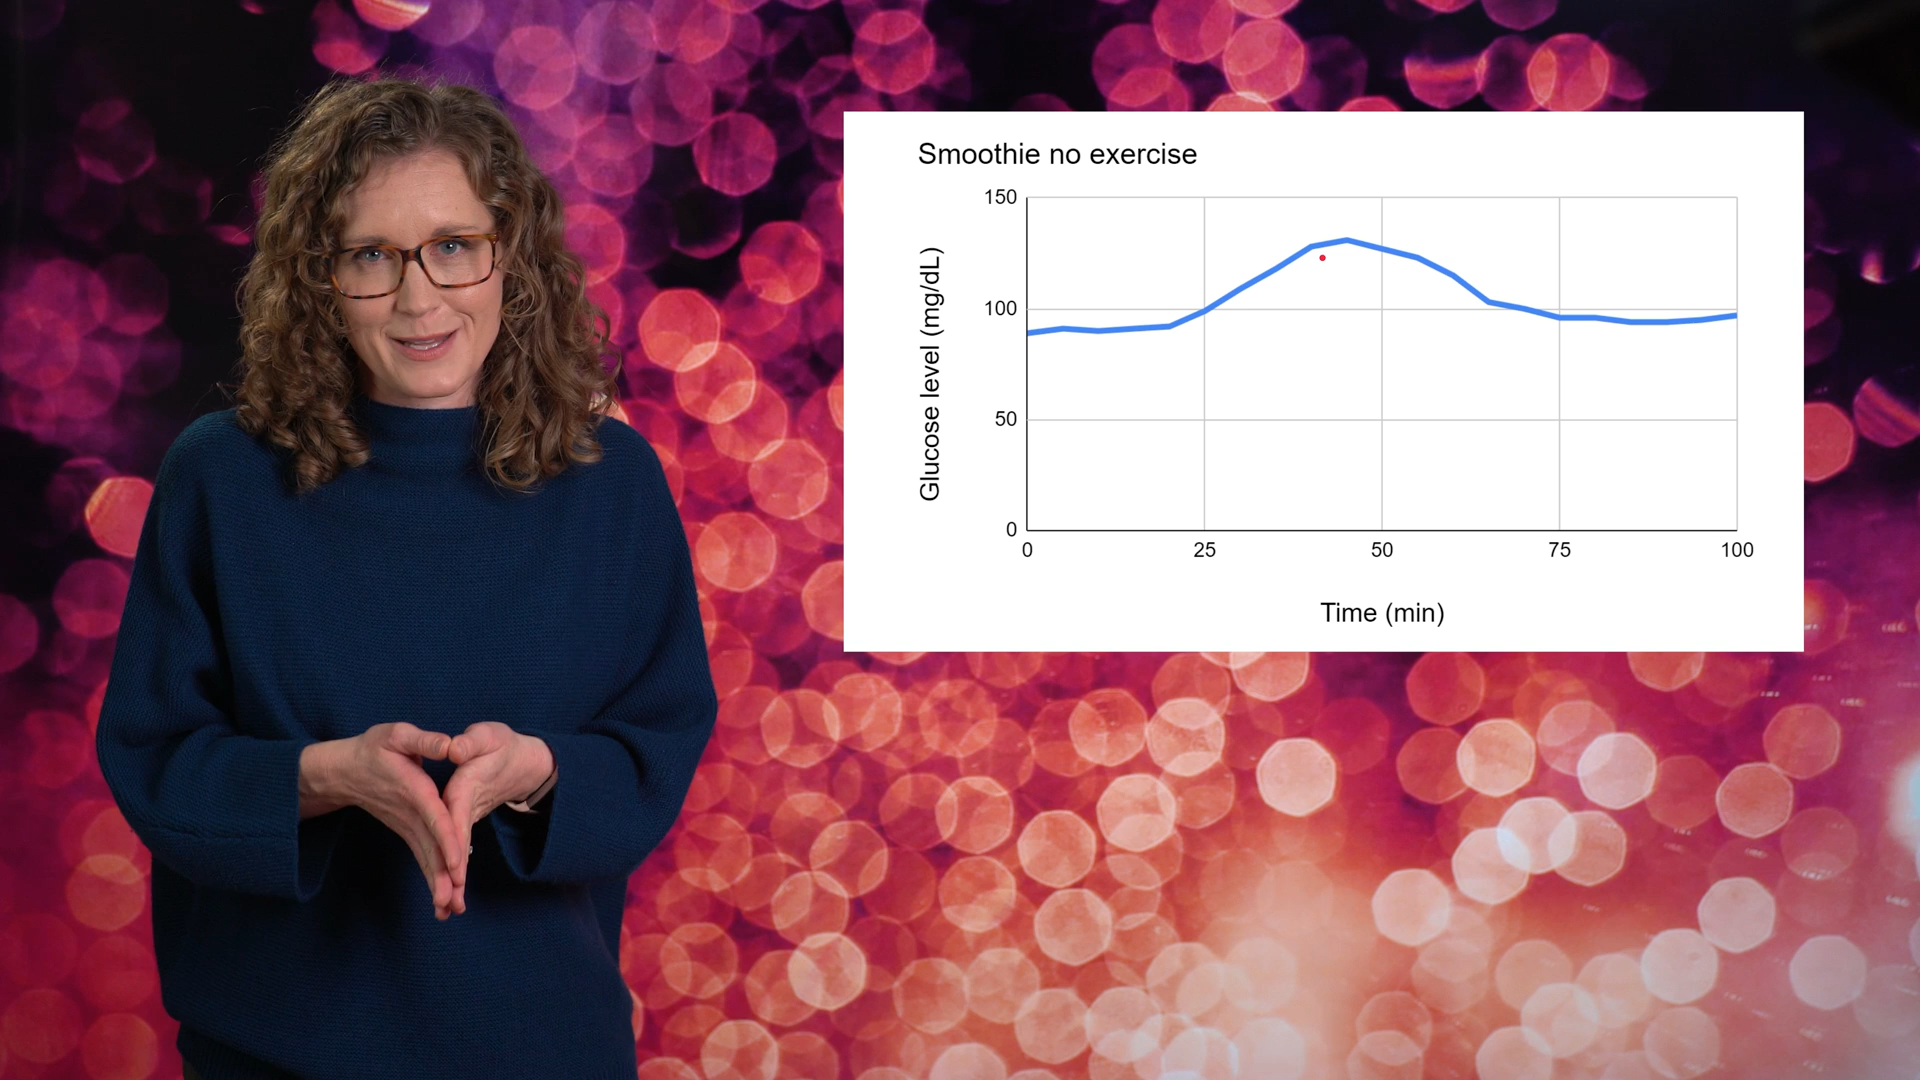 Smoothie no exercise
150
100
50
0
Glucose level (mg/dL)
0 25 50 75 100
Time (min)